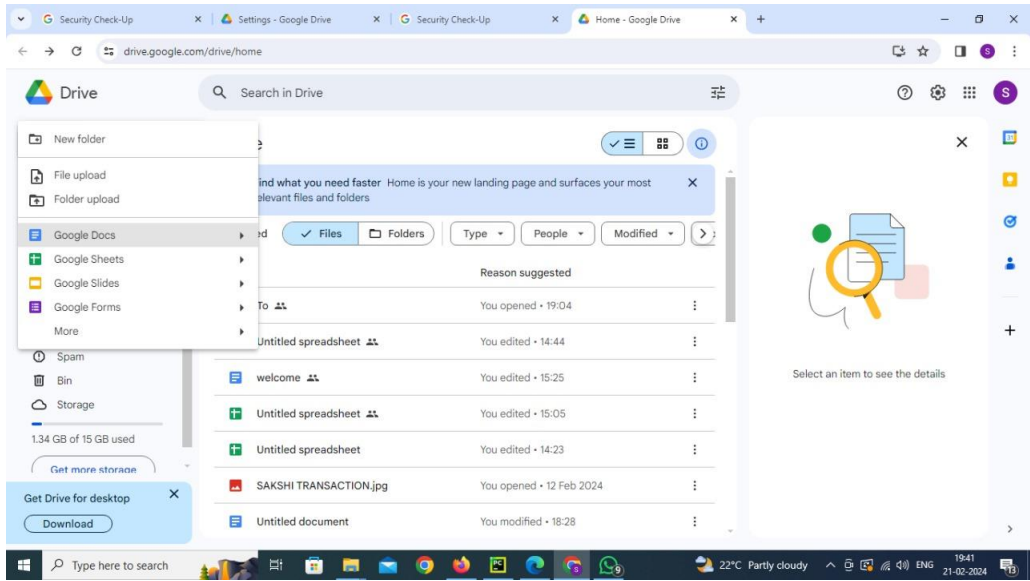 Security Check-Up
Settings - Google Drive
Security Check-Up
Home - Google Drive
drive.google.com/drive/home
S
Drive
Search in Drive
S
New folder
File upload
Folder upload
Google Docs
Google Sheets
Google Slides
Google Forms
More
Spam
Bin
Storage
1.34 GB of 15 GB used
Get more storage
Get Drive for desktop
Download
ind what you need faster Home is your new landing page and surfaces your most
elevant files and folders
ed
Files
Folders
Type
People
Modified
Reason suggested
To
You opened • 19:04
Untitled spreadsheet
You edited • 14:44
welcome
You edited • 15:25
Untitled spreadsheet
You edited • 15:05
Untitled spreadsheet
You edited • 14:23
SAKSHI TRANSACTION.jpg
You opened • 12 Feb 2024
Untitled document
You modified • 18:28
Select an item to see the details
31
Type here to search
PC
S
9
22°C Partly cloudy
ENG
19:41
21-02-2024
13